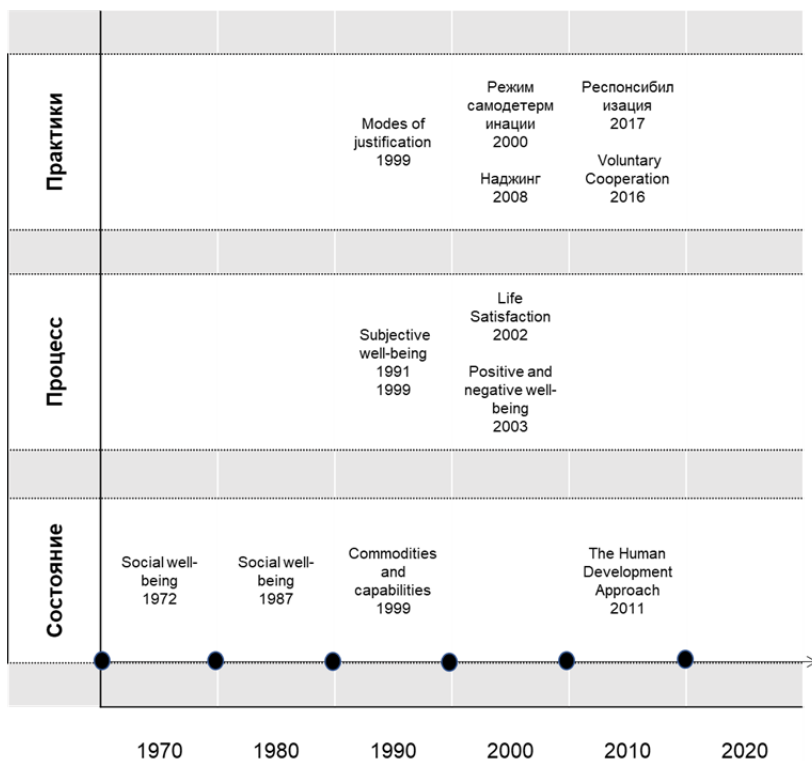 Практики
Modes of
justification
1999
Режим
самодетерм
инации
2000
Наджинг
2008
Респонсибил
изация
2017
Voluntary
Cooperation
2016
Процесс
Subjective
well-being
1991
1999
Life
Satisfaction
2002
Positive and
negative well-
being
2003
Состояние
Social well-
being
1972
Social well-
being
1987
Commodities
and
capabilities
1999
The Human
Development
Approach
2011
1970 1980 1990 2000 2010 2020